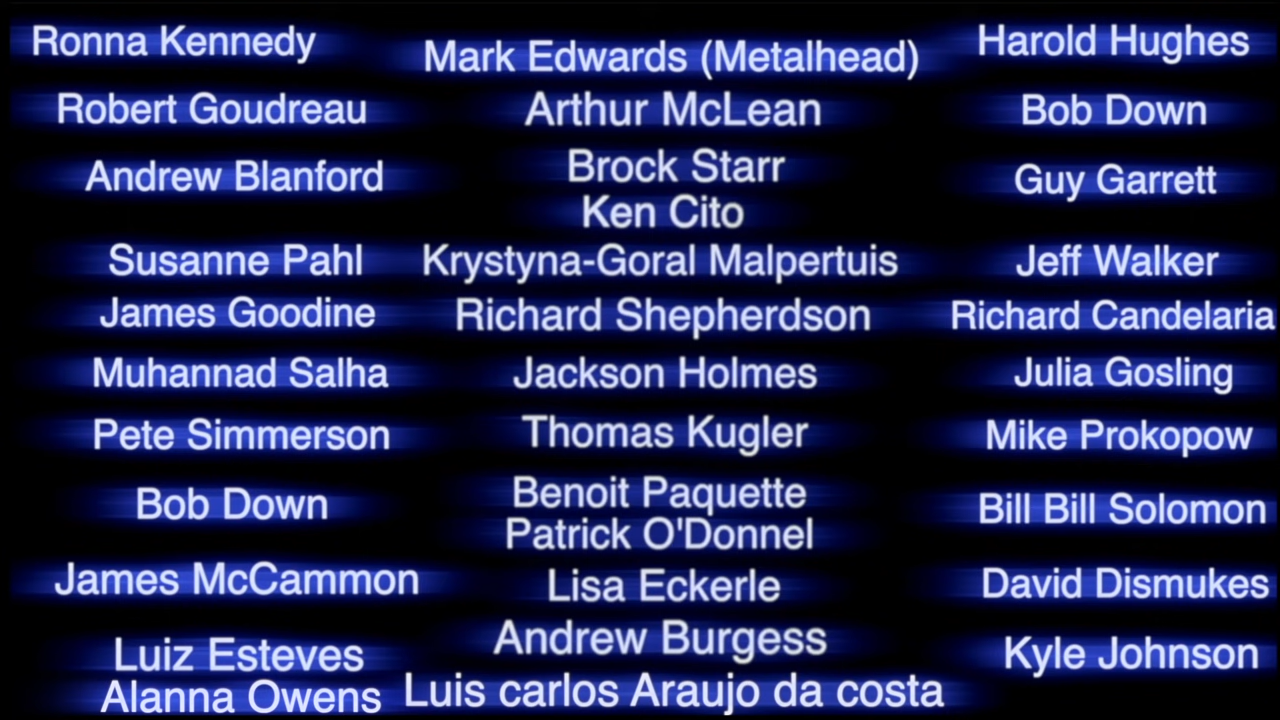 Ronna Kennedy
Robert Goudreau
Andrew Blanford
Susanne Pahl
James Goodine
Muhannad Salha
Pete Simmerson
Bob Down
James McCammon
Luiz Esteves
Alanna Owens
Mark Edwards (Metalhead)
Arthur McLean
Brock Starr
Ken Cito
Krystyna-Goral Malpertuis
Richard Shepherdson
Jackson Holmes
Thomas Kugler
Benoit Paquette
Patrick O'Donnel
Lisa Eckerle
Andrew Burgess
Luis carlos Araujo da costa
Harold Hughes
Bob Down
Guy Garrett
Jeff Walker
Richard Candelaria
Julia Gosling
Mike Prokopow
Bill Bill Solomon
David Dismukes
Kyle Johnson